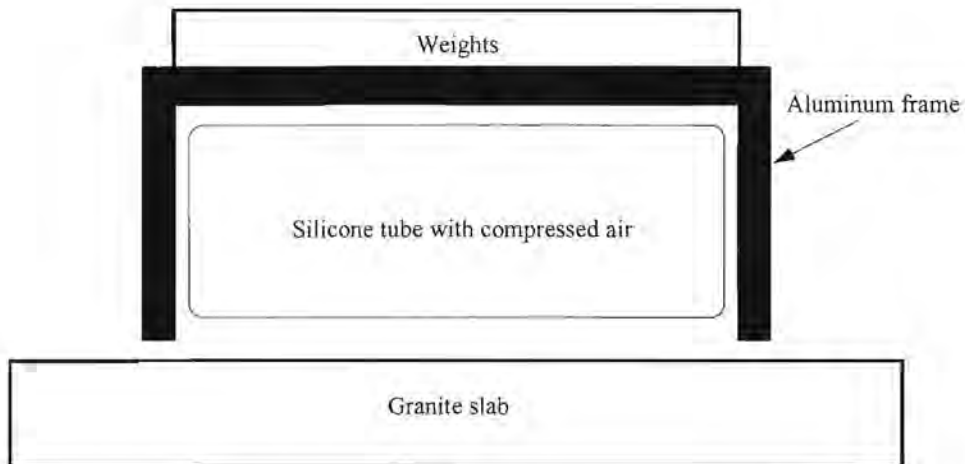 Weights
Aluminum frame
Silicone tube with compressed air
Granite slab